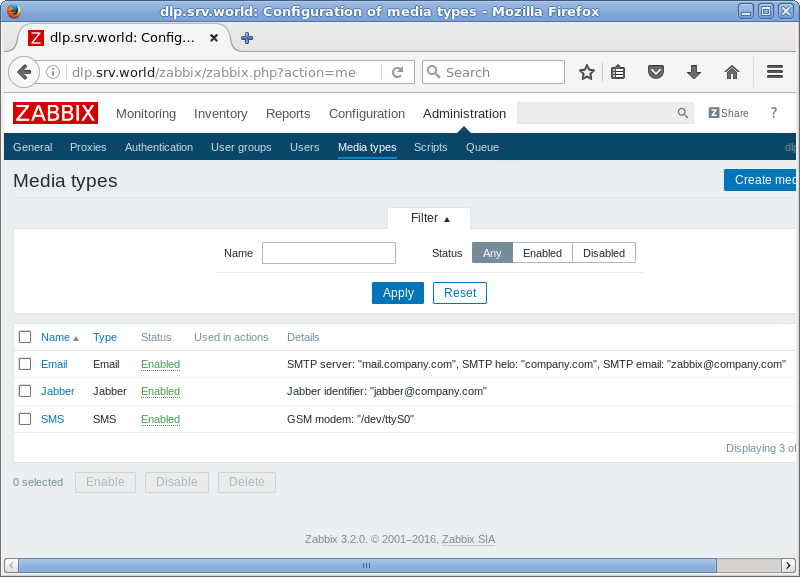 dlp.srv.world: Configuration of media types - Mozilla Firefox
dlp.srv.world: Config...
dlp.srv.world/zabbix/zabbix.php?action=me
Search
ZABBIX Monitoring Inventory Reports Configuration Administration Z Share ?
General Proxies Authentication User groups Users Media types Scripts Queue dlp
Media types Create med
Filter
Name Status Any Enabled Disabled
Apply Reset
Name Type Status Used in actions Details
Email Email Enabled SMTP server: "mail.company.com", SMTP helo: "company.com", SMTP email: "zabbix@company.com"
Jabber Jabber Enabled Jabber identifier: "jabber@company.com"
SMS SMS Enabled GSM modem: "/dev/ttyS0"
Displaying 3 of
0 selected Enable Disable Delete
Zabbix 3.2.0. © 2001–2016, Zabbix SIA